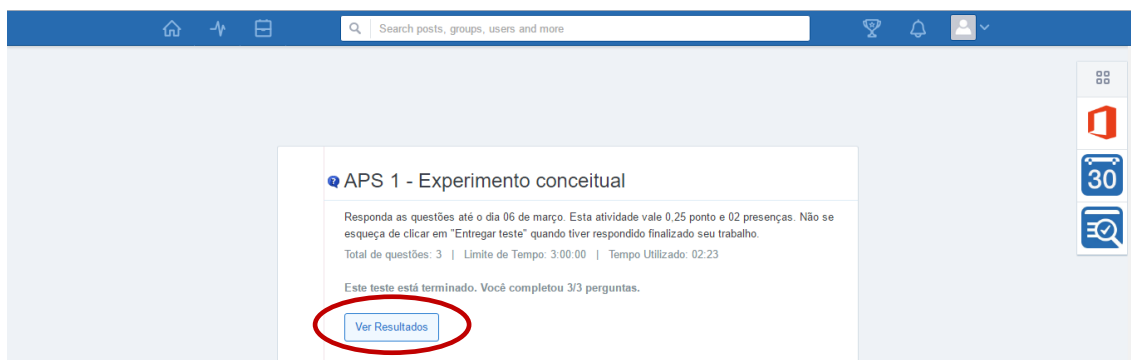 Search posts, groups, users and more
30
APS 1 - Experimento conceitual
Responda as questões até o dia 06 de março. Esta atividade vale 0,25 ponto e 02 presenças. Não se
esqueça de clicar em "Entregar teste" quando tiver respondido finalizado seu trabalho.
Total de questões: 3 | Limite de Tempo: 3:00:00 | Tempo Utilizado: 02:23
Este teste está terminado. Você completou 3/3 perguntas.
Ver Resultados